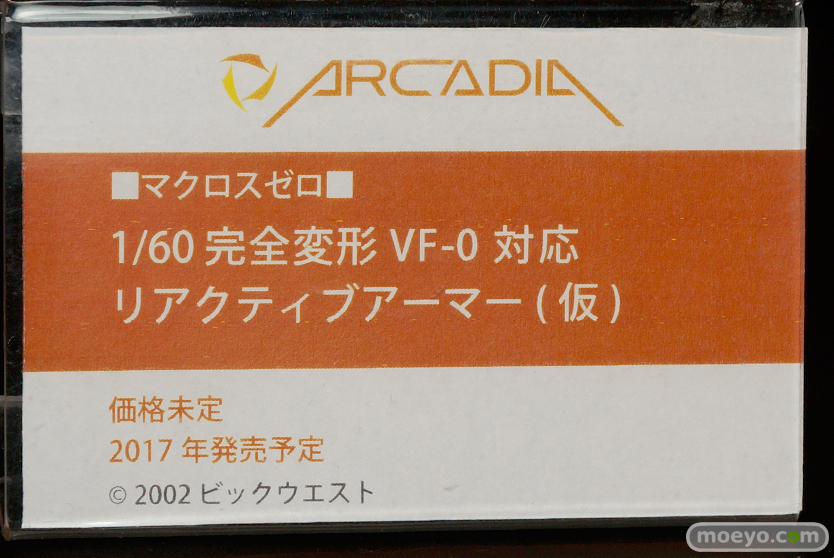 ARCADIA
■マクロスゼロ■
1/60 完全変形 VF-0 対応
リアクティブアーマー ( 仮 )
価格未定
2017 年発売予定
© 2002 ビックウエスト
moeyo.com